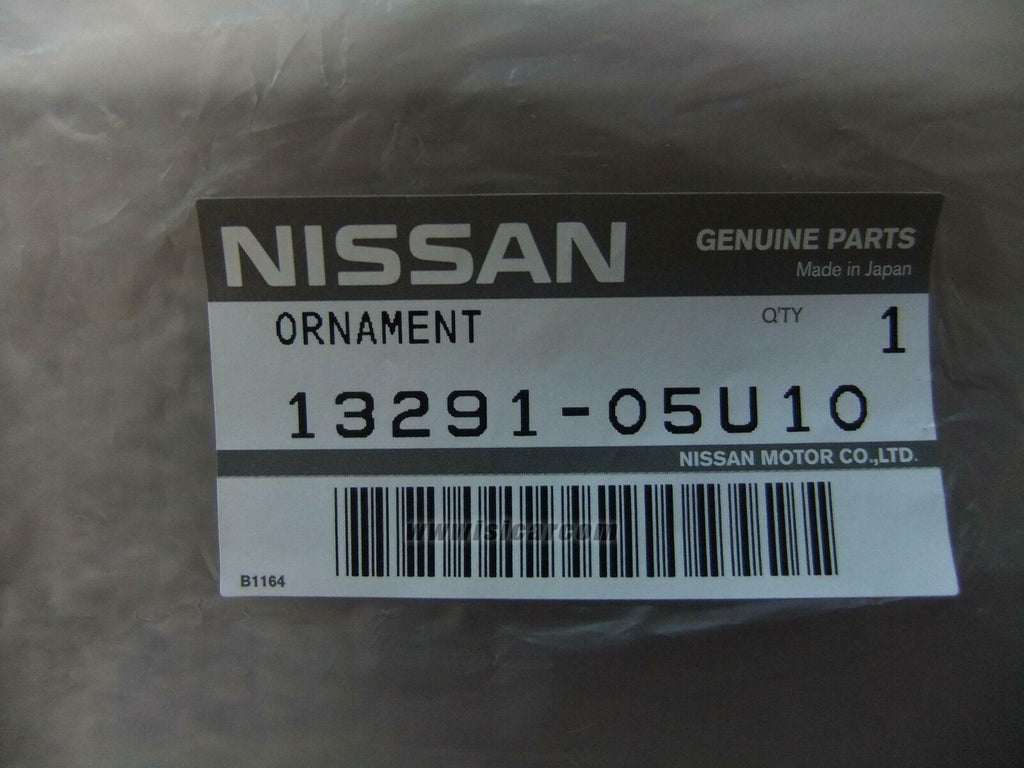 NISSAN
GENUINE PARTS
Made in Japan
ORNAMENT
Q'TY
1
13291-05U10
NISSAN MOTOR CO.,LTD.
www.isicar.com
B1164